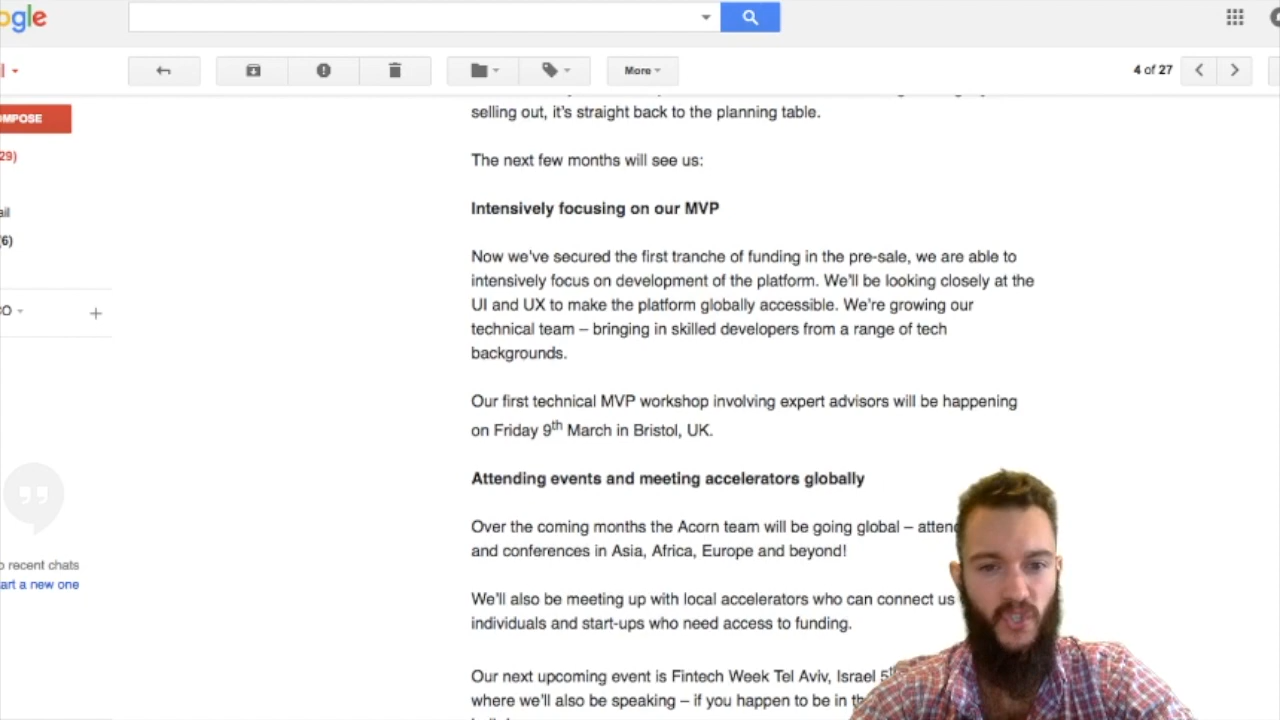 ogle
More
4 of 27
OMPOSE
29)
ail
(6)
CO
o recent chats
art a new one
selling out, it's straight back to the planning table.
The next few months will see us:
Intensively focusing on our MVP
Now we've secured the first tranche of funding in the pre-sale, we are able to
intensively focus on development of the platform. We'll be looking closely at the
UI and UX to make the platform globally accessible. We're growing our
technical team – bringing in skilled developers from a range of tech
backgrounds.
Our first technical MVP workshop involving expert advisors will be happening
on Friday 9th March in Bristol, UK.
Attending events and meeting accelerators globally
Over the coming months the Acorn team will be going global – atten
and conferences in Asia, Africa, Europe and beyond!
We'll also be meeting up with local accelerators who can connect us
individuals and start-ups who need access to funding.
Our next upcoming event is Fintech Week Tel Aviv, Israel 5
where we'll also be speaking – if you happen to be in th